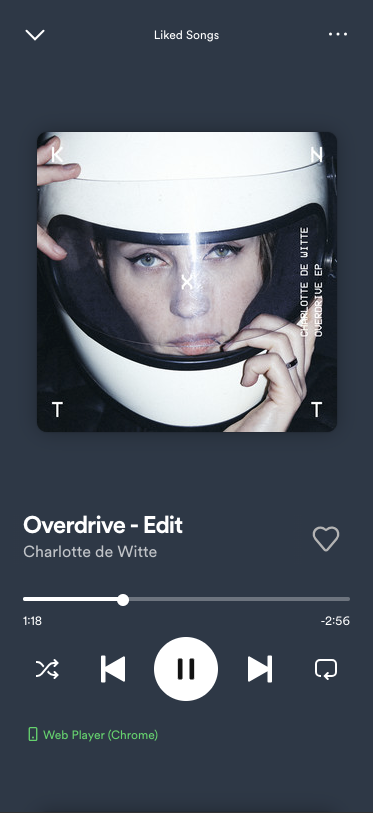 Liked Songs
K
N
X
CHARLOTTE DE WITTE
OVERDRIVE EP
T
T
Overdrive - Edit
Charlotte de Witte
1:18
-2:56
Web Player (Chrome)